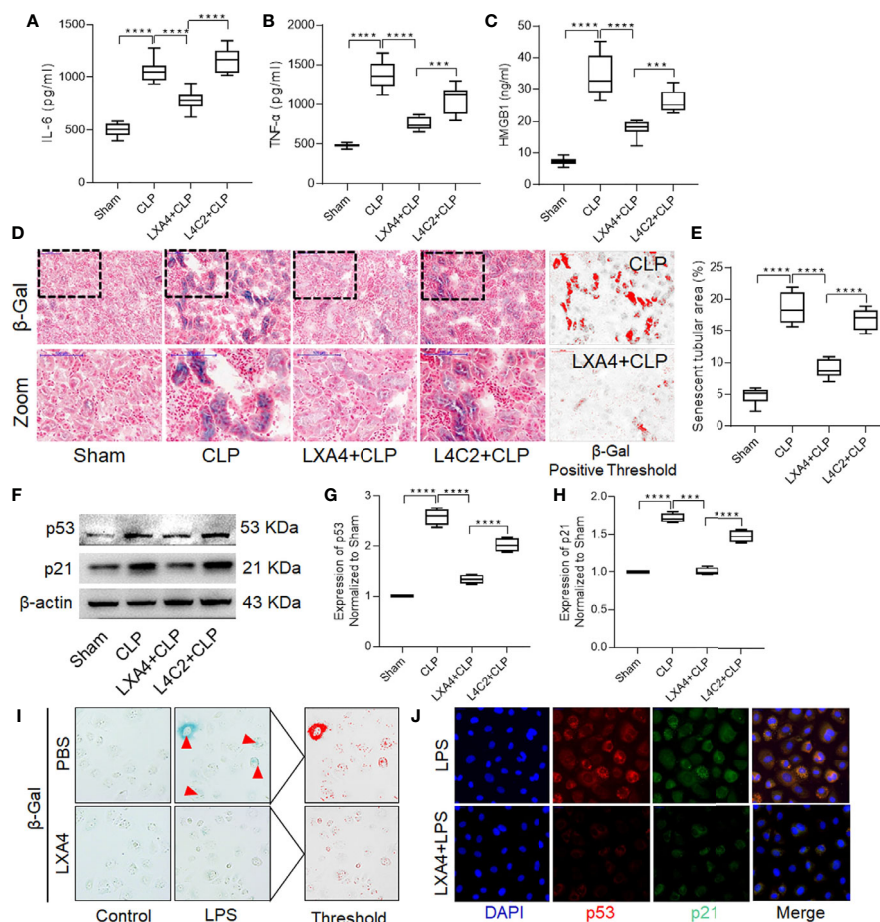 A
IL-6 (pg/ml)
1500
1000
500
0
**** **** ****
Sham
CLP
LXA4+CLP
L4C2+CLP
B
TNF-α (pg/ml)
2000
1500
1000
500
0
**** **** ***
Sham
CLP
LXA4+CLP
L4C2+CLP
C
HMGB1 (ng/ml)
50
40
30
20
10
0
**** **** ***
Sham
CLP
LXA4+CLP
L4C2+CLP
D
β-Gal
Zoom
CLP
LXA4+CLP
Sham
CLP
LXA4+CLP
L4C2+CLP
β-Gal
Positive Threshold
E
Senescent tubular area (%)
25
20
15
10
5
0
**** **** ****
Sham
CLP
LXA4+CLP
L4C2+CLP
F
p53
53 KDa
p21
21 KDa
β-actin
43 KDa
Sham
CLP
LXA4+CLP
L4C2+CLP
G
Expression of p53
Normalized to Sham
3
2
1
0
**** **** ****
Sham
CLP
LXA4+CLP
L4C2+CLP
H
Expression of p21
Normalized to Sham
2.0
1.5
1.0
0.5
0.0
**** *** ****
Sham
CLP
LXA4+CLP
L4C2+CLP
I
β-Gal
PBS
LXA4
Control
LPS
Threshold
J
LPS
LXA4+LPS
DAPI
p53
p21
Merge